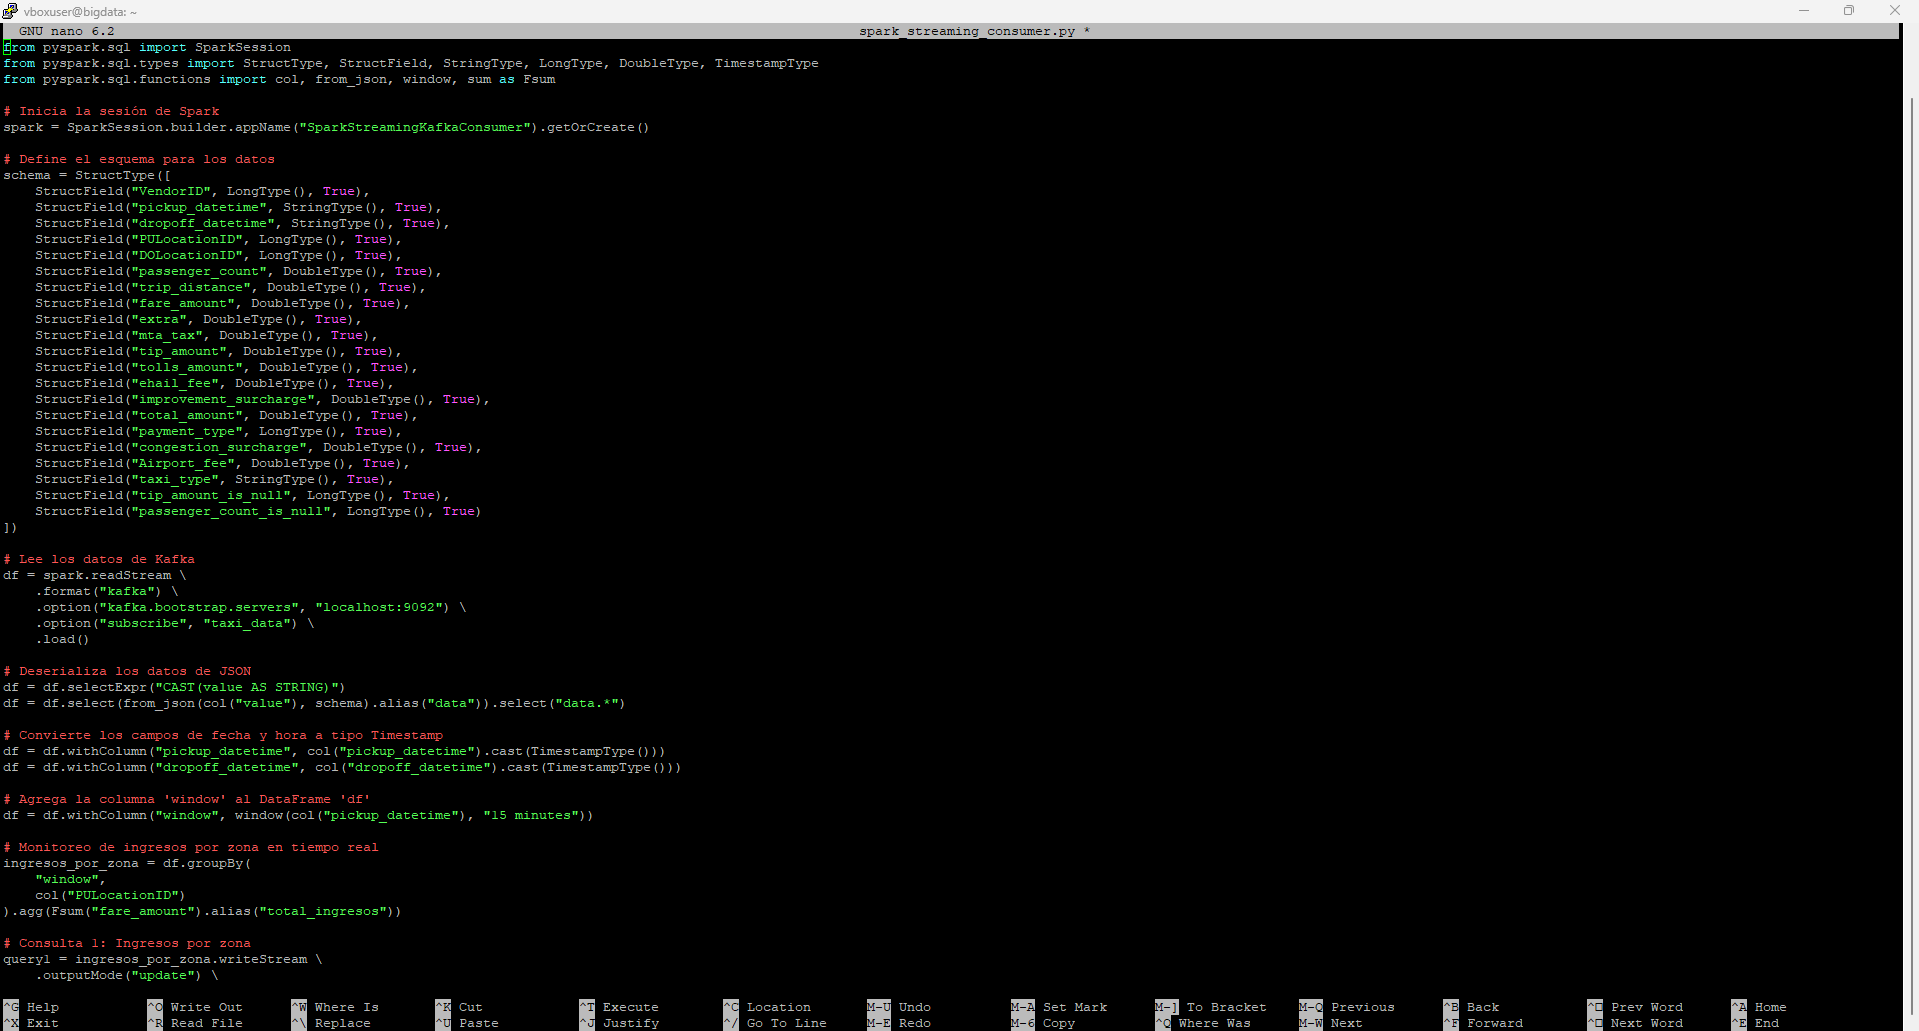 vboxuser@bigdata: ~
GNU nano 6.2 spark_streaming_consumer.py *
from pyspark.sql import SparkSession
from pyspark.sql.types import StructType, StructField, StringType, LongType, DoubleType, TimestampType
from pyspark.sql.functions import col, from_json, window, sum as Fsum

# Inicia la sesión de Spark
spark = SparkSession.builder.appName("SparkStreamingKafkaConsumer").getOrCreate()

# Define el esquema para los datos
schema = StructType([
    StructField("VendorID", LongType(), True),
    StructField("pickup_datetime", StringType(), True),
    StructField("dropoff_datetime", StringType(), True),
    StructField("PULocationID", LongType(), True),
    StructField("DOLocationID", LongType(), True),
    StructField("passenger_count", DoubleType(), True),
    StructField("trip_distance", DoubleType(), True),
    StructField("fare_amount", DoubleType(), True),
    StructField("extra", DoubleType(), True),
    StructField("mta_tax", DoubleType(), True),
    StructField("tip_amount", DoubleType(), True),
    StructField("tolls_amount", DoubleType(), True),
    StructField("ehail_fee", DoubleType(), True),
    StructField("improvement_surcharge", DoubleType(), True),
    StructField("total_amount", DoubleType(), True),
    StructField("payment_type", LongType(), True),
    StructField("congestion_surcharge", DoubleType(), True),
    StructField("Airport_fee", DoubleType(), True),
    StructField("taxi_type", StringType(), True),
    StructField("tip_amount_is_null", LongType(), True),
    StructField("passenger_count_is_null", LongType(), True)
])

# Lee los datos de Kafka
df = spark.readStream \
    .format("kafka") \
    .option("kafka.bootstrap.servers", "localhost:9092") \
    .option("subscribe", "taxi_data") \
    .load()

# Deserializa los datos de JSON
df = df.selectExpr("CAST(value AS STRING)")
df = df.select(from_json(col("value"), schema).alias("data")).select("data.*")

# Convierte los campos de fecha y hora a tipo Timestamp
df = df.withColumn("pickup_datetime", col("pickup_datetime").cast(TimestampType()))
df = df.withColumn("dropoff_datetime", col("dropoff_datetime").cast(TimestampType()))

# Agrega la columna 'window' al DataFrame 'df'
df = df.withColumn("window", window(col("pickup_datetime"), "15 minutes"))

# Monitoreo de ingresos por zona en tiempo real
ingresos_por_zona = df.groupBy(
    "window",
    col("PULocationID")
).agg(Fsum("fare_amount").alias("total_ingresos"))

# Consulta 1: Ingresos por zona
query1 = ingresos_por_zona.writeStream \
    .outputMode("update") \

^G Help ^O Write Out ^W Where Is ^K Cut ^T Execute ^C Location M-U Undo M-A Set Mark M-] To Bracket M-Q Previous ^B Back ^□ Prev Word ^A Home
^X Exit ^R Read File ^\ Replace ^U Paste ^J Justify ^/ Go To Line M-E Redo M-6 Copy ^Q Where Was M-W Next ^F Forward ^□ Next Word ^E End